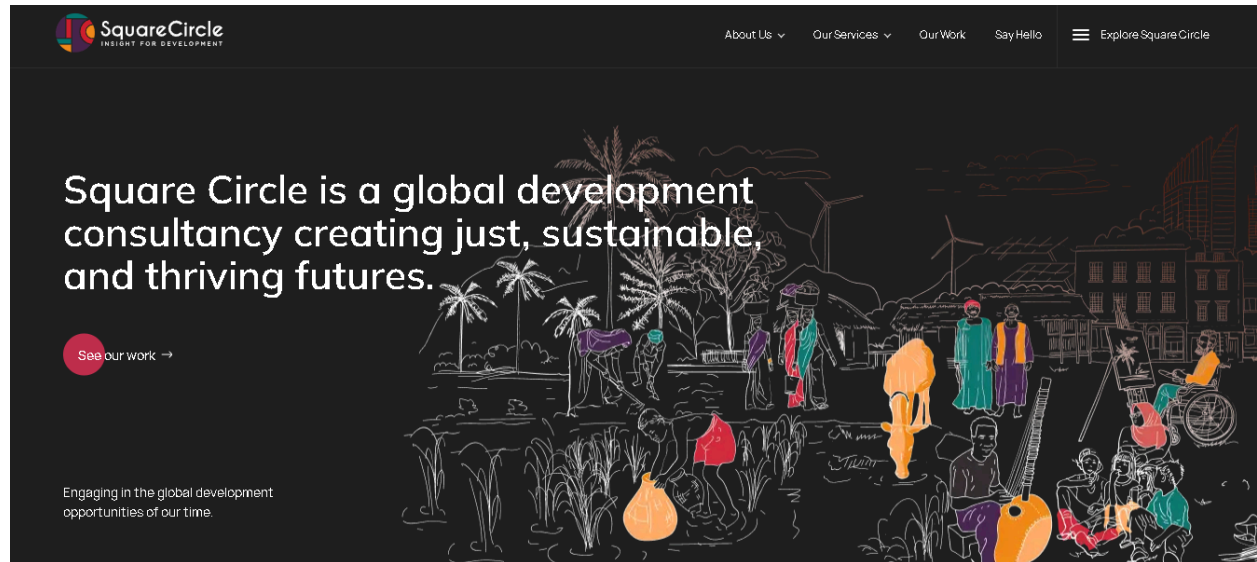 SquareCircle
INSIGHT FOR DEVELOPMENT
About Us
Our Services
Our Work
Say Hello
Explore Square Circle
Square Circle is a global development
consultancy creating just, sustainable,
and thriving futures.
See our work →
Engaging in the global development
opportunities of our time.